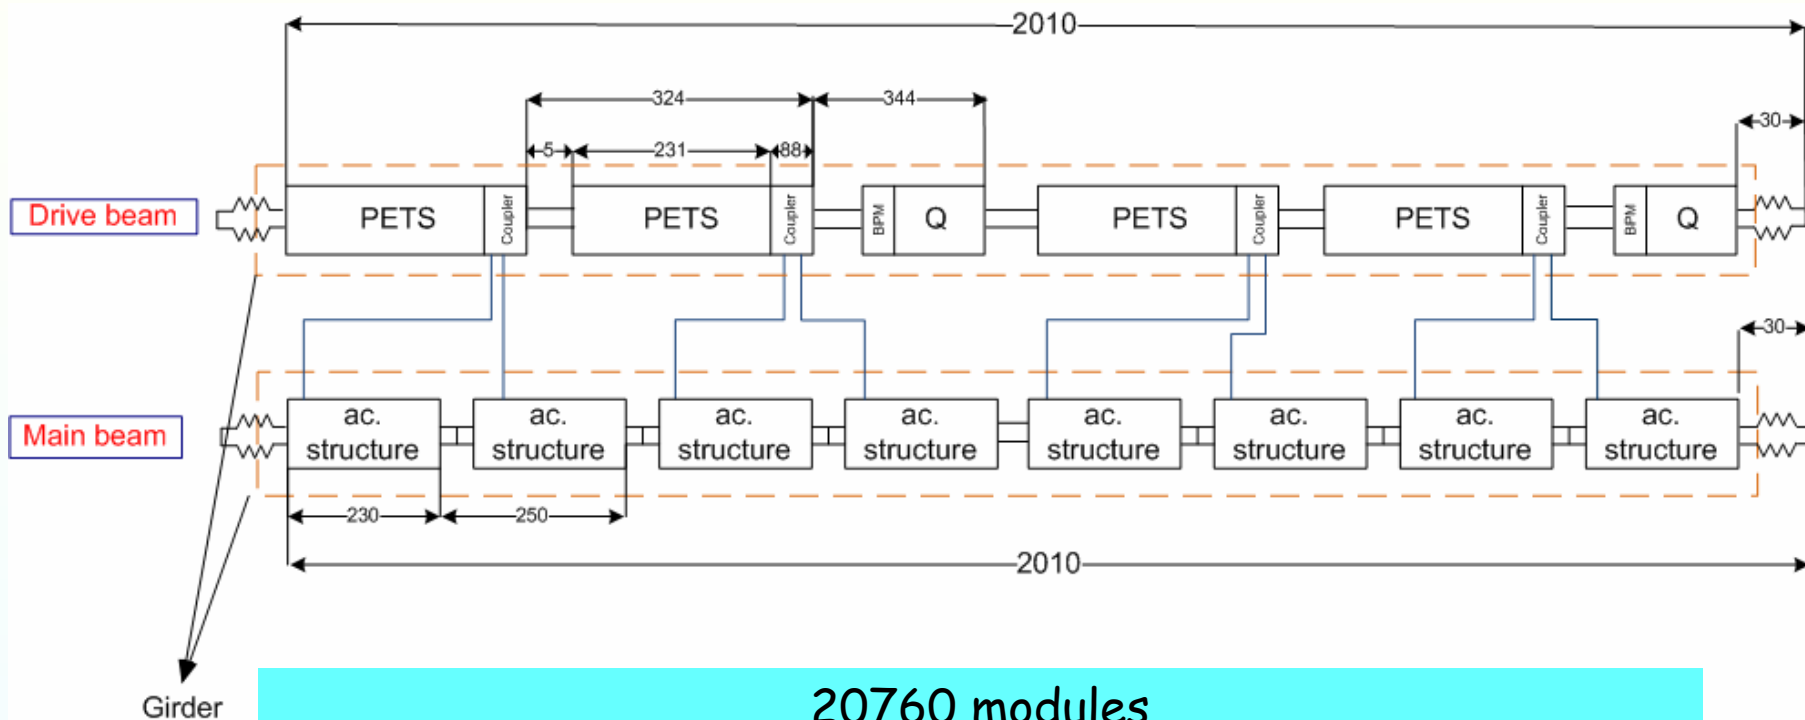 2010
324
344
30
5
231
88
Drive beam
PETS
Coupler
PETS
Coupler
BPM
Q
PETS
Coupler
PETS
Coupler
BPM
Q
30
Main beam
ac.
structure
ac.
structure
ac.
structure
ac.
structure
ac.
structure
ac.
structure
ac.
structure
ac.
structure
230
250
2010
Girder
20760 modules